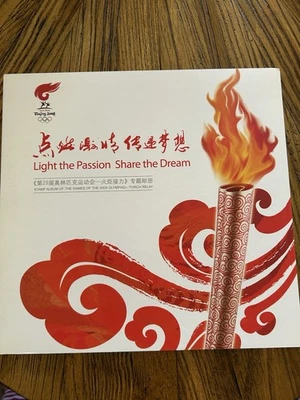 Beijing 2008
点燃激情 传递梦想
Light the Passion Share the Dream
《第29届奥林匹克运动会—火炬接力》专题邮册
STAMP ALBUM OF THE GAMES OF THE XXIX OLYMPIAD—TORCH RELAY